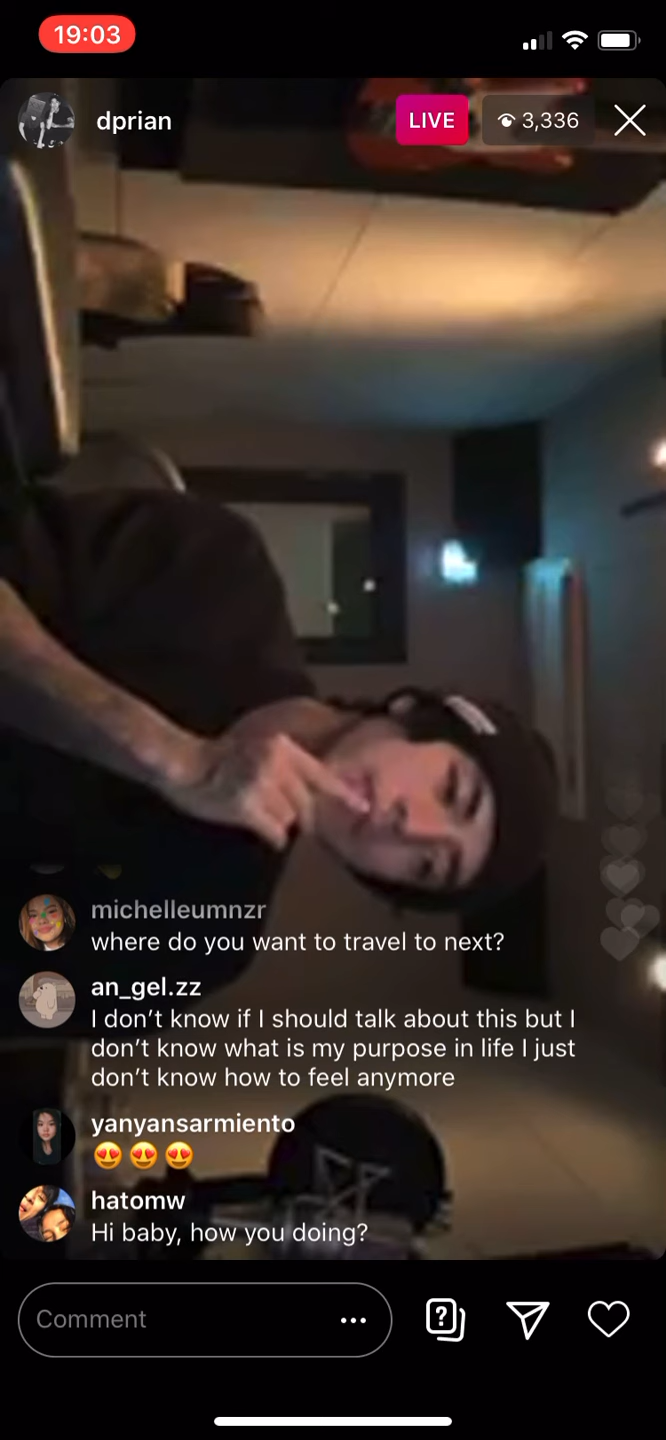 19:03
dprian
LIVE
3,336
michelleumnzr
where do you want to travel to next?
an_gel.zz
I don’t know if I should talk about this but I
don’t know what is my purpose in life I just
don’t know how to feel anymore
yanyansarmiento
😍 😍 😍
hatomw
Hi baby, how you doing?
Comment